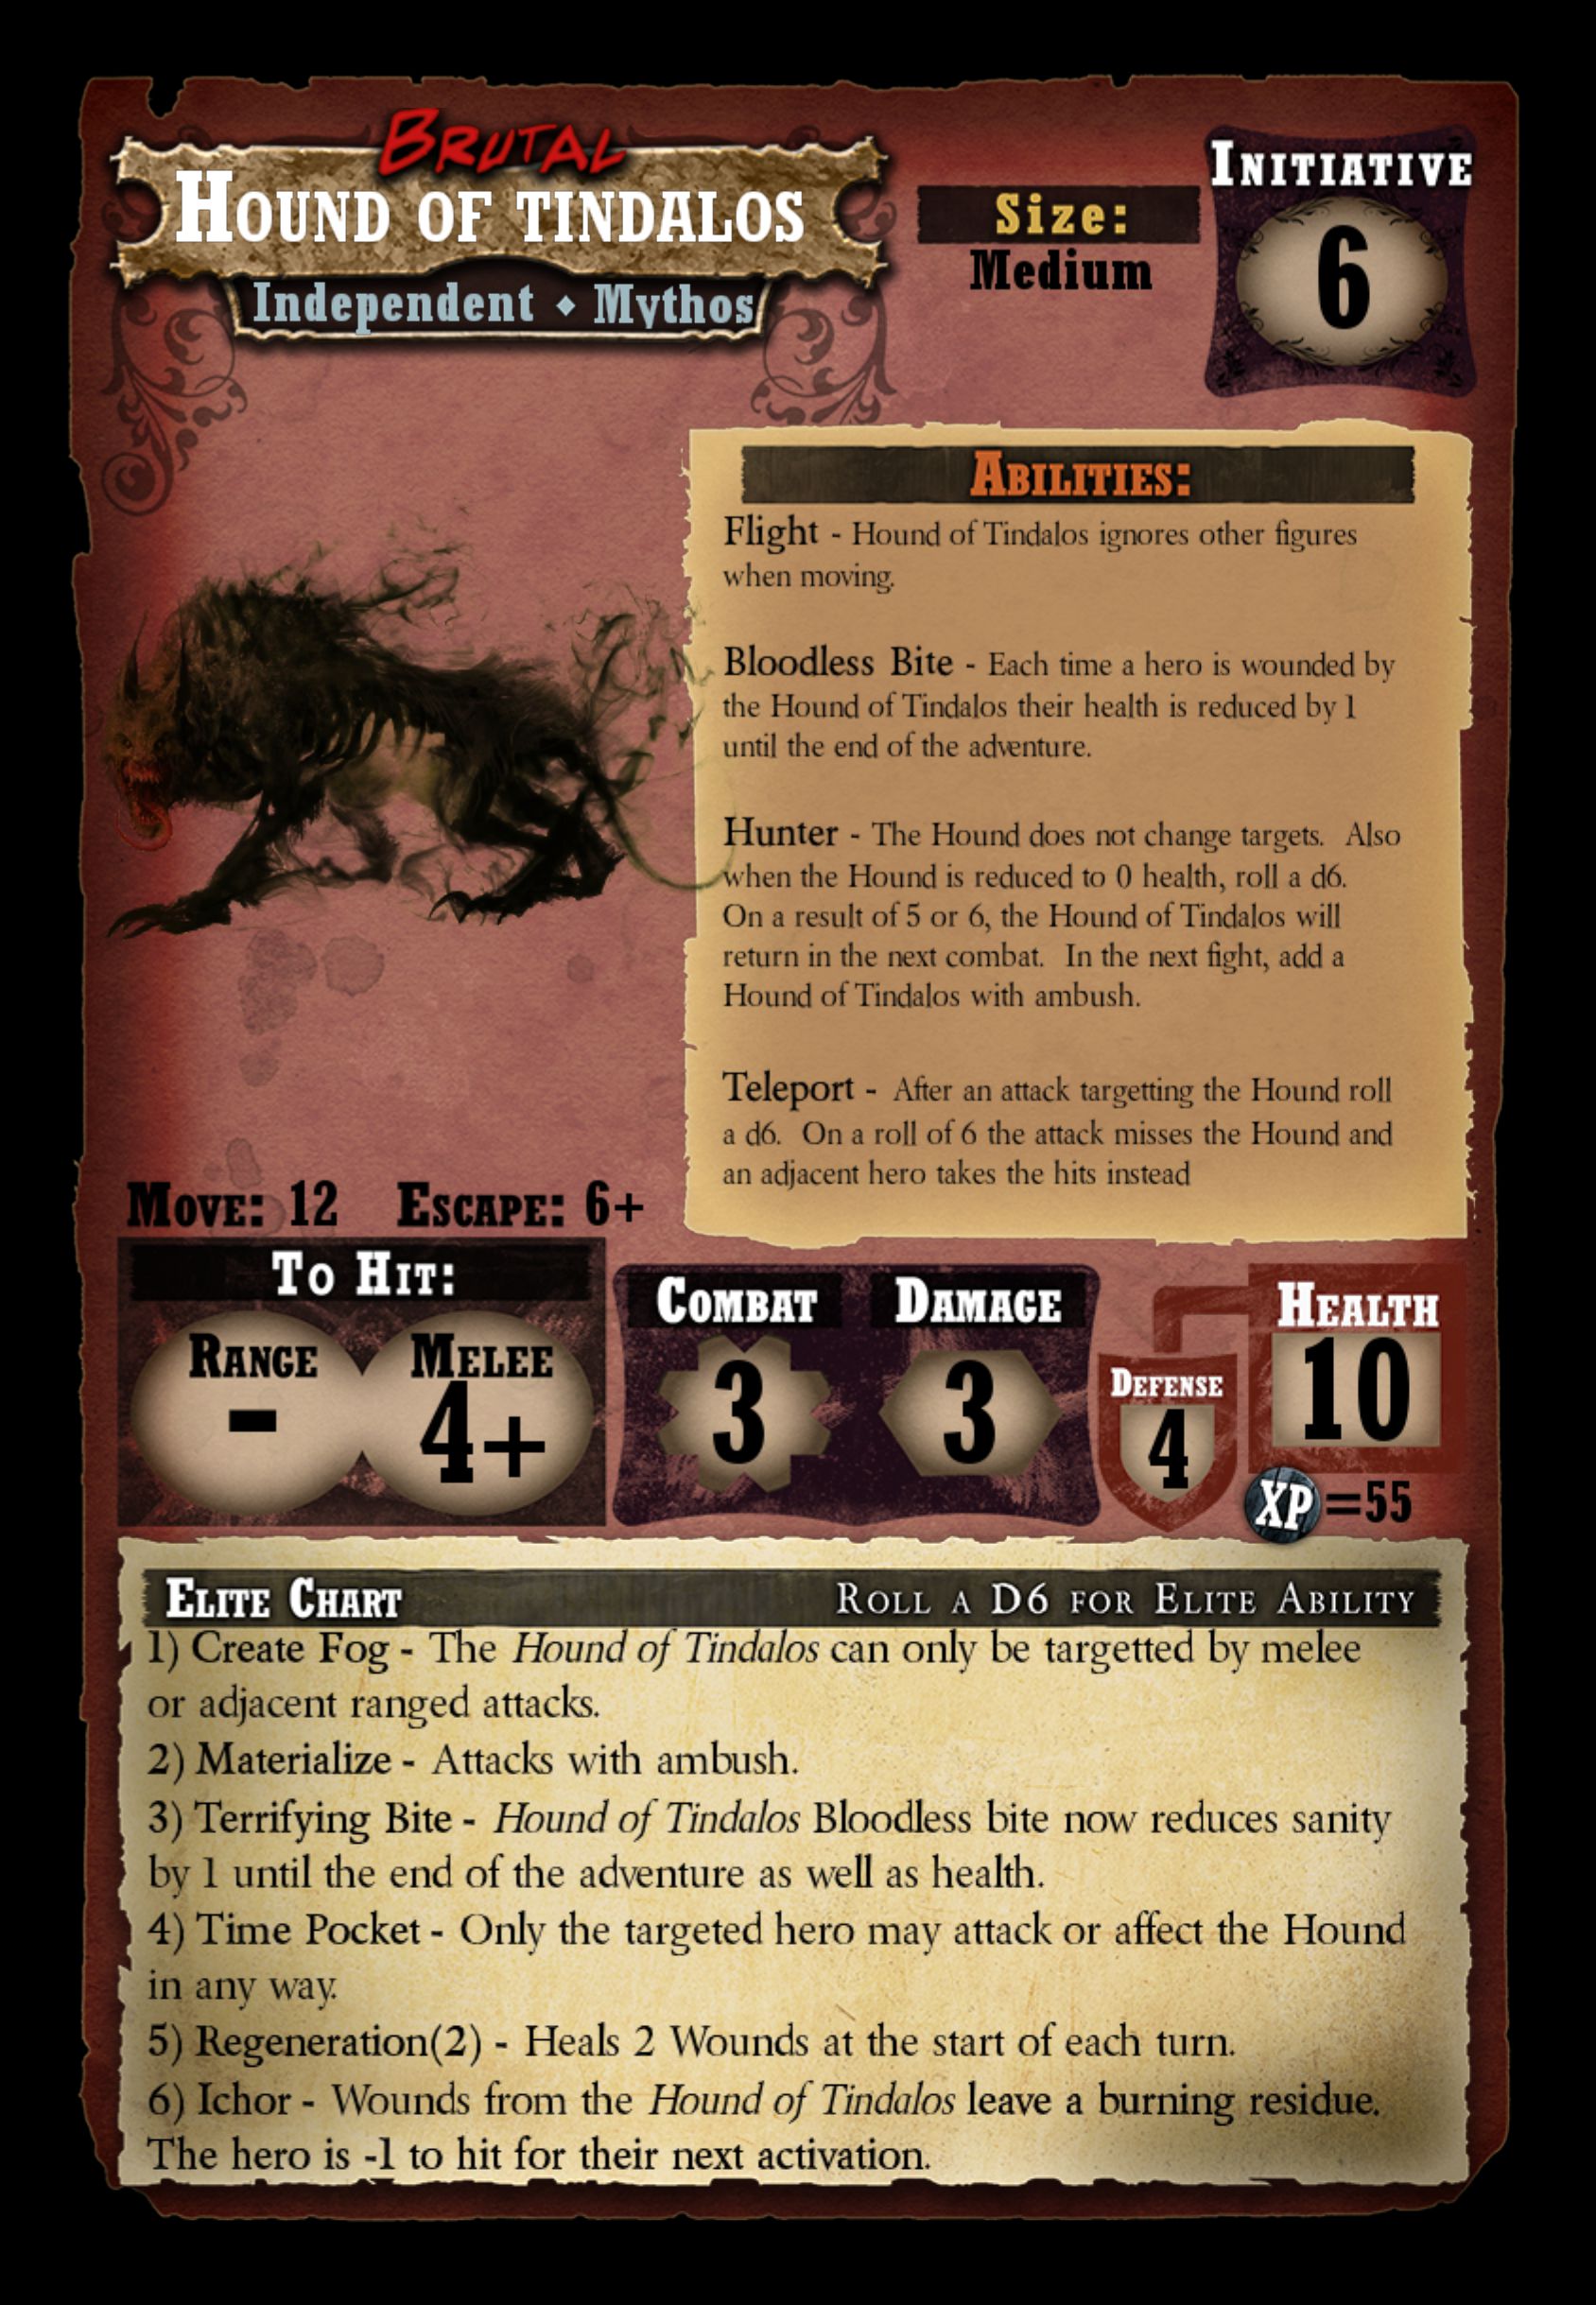 Brutal
Hound of Tindalos
Independent ⬥ Mythos
Size:
Medium
Initiative
6
Abilities:
Flight - Hound of Tindalos ignores other figures
when moving.
Bloodless Bite - Each time a hero is wounded by
the Hound of Tindalos their health is reduced by 1
until the end of the adventure.
Hunter - The Hound does not change targets. Also
when the Hound is reduced to 0 health, roll a d6.
On a result of 5 or 6, the Hound of Tindalos will
return in the next combat. In the next fight, add a
Hound of Tindalos with ambush.
Teleport - After an attack targetting the Hound roll
a d6. On a roll of 6 the attack misses the Hound and
an adjacent hero takes the hits instead
Move: 12 Escape: 6+
To Hit:
Range
-
Melee
4+
Combat
3
Damage
3
Defense
4
Health
10
XP=55
Elite Chart Roll a D6 for Elite Ability
1) Create Fog - The Hound of Tindalos can only be targetted by melee
or adjacent ranged attacks.
2) Materialize - Attacks with ambush.
3) Terrifying Bite - Hound of Tindalos Bloodless bite now reduces sanity
by 1 until the end of the adventure as well as health.
4) Time Pocket - Only the targeted hero may attack or affect the Hound
in any way.
5) Regeneration(2) - Heals 2 Wounds at the start of each turn.
6) Ichor - Wounds from the Hound of Tindalos leave a burning residue.
The hero is -1 to hit for their next activation.